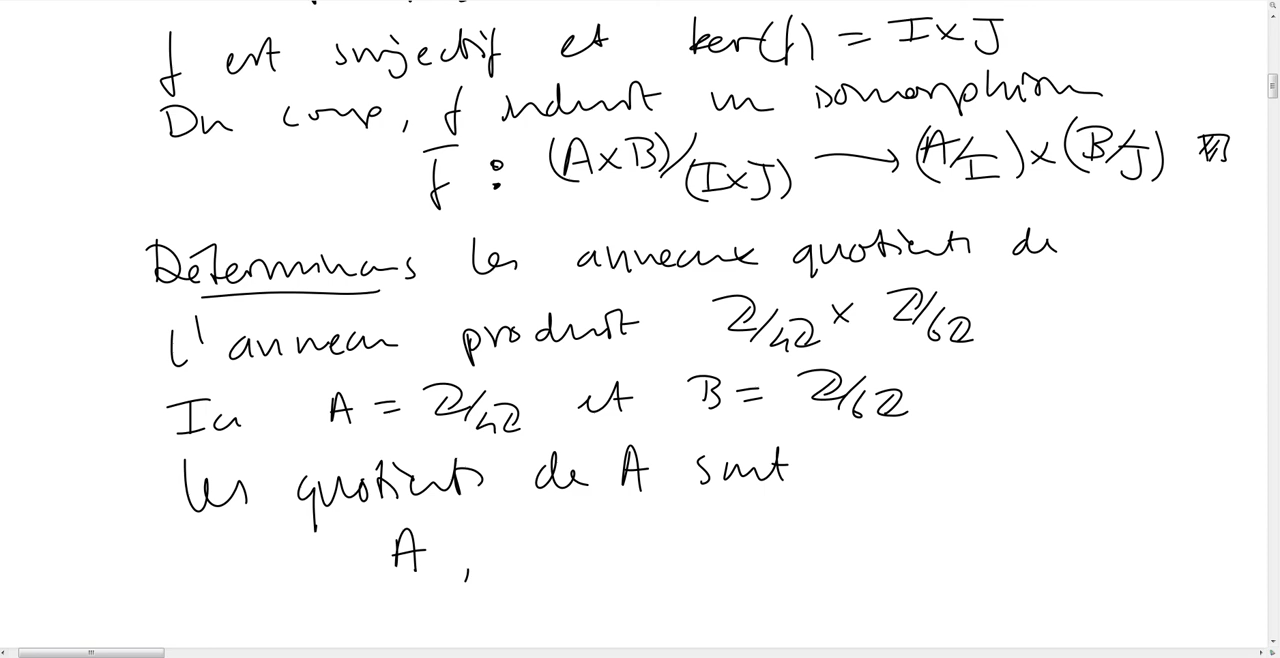 f est surjectif et ker(f) = I×J
Du coup, f induit un isomorphisme
f̄ : (A×B)/(I×J) → (A/I)×(B/J)
Déterminons les anneaux quotients de
l'anneau produit ℤ/4ℤ × ℤ/6ℤ
Ici A = ℤ/4ℤ et B = ℤ/6ℤ
Les quotients de A sont
A ,